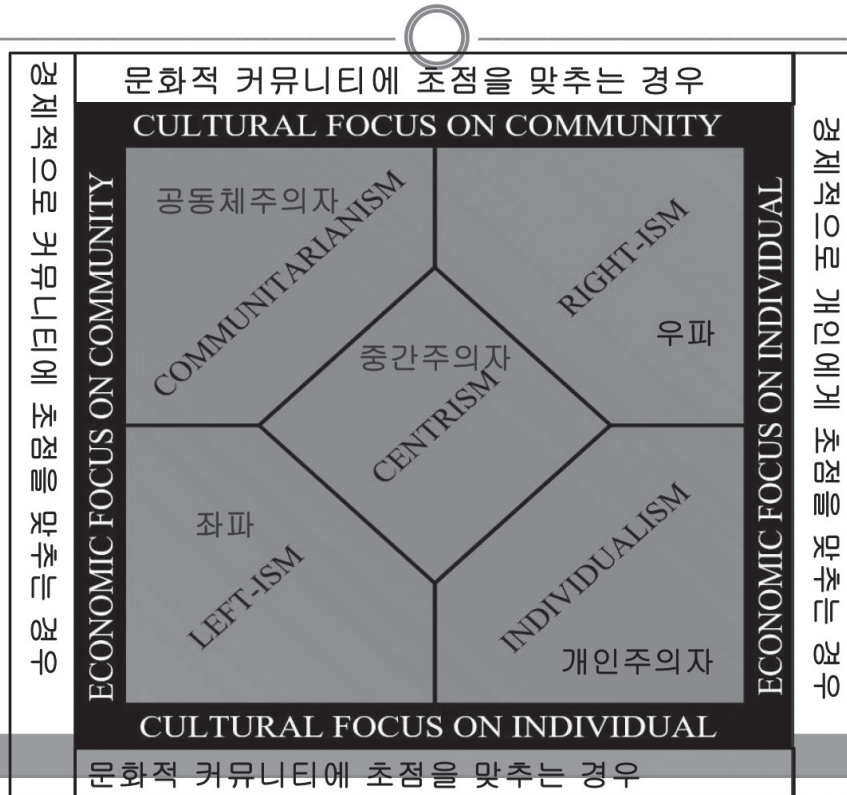 문화적 커뮤니티에 초점을 맞추는 경우
CULTURAL FOCUS ON COMMUNITY
경제적으로 커뮤니티에 초점을 맞추는 경우
ECONOMIC FOCUS ON COMMUNITY
공동체주의자
COMMUNITARIANISM
RIGHT-ISM
우파
중간주의자
CENTRISM
좌파
LEFT-ISM
INDIVIDUALISM
개인주의자
ECONOMIC FOCUS ON INDIVIDUAL
경제적으로 개인에게 초점을 맞추는 경우
CULTURAL FOCUS ON INDIVIDUAL
문화적 커뮤니티에 초점을 맞추는 경우